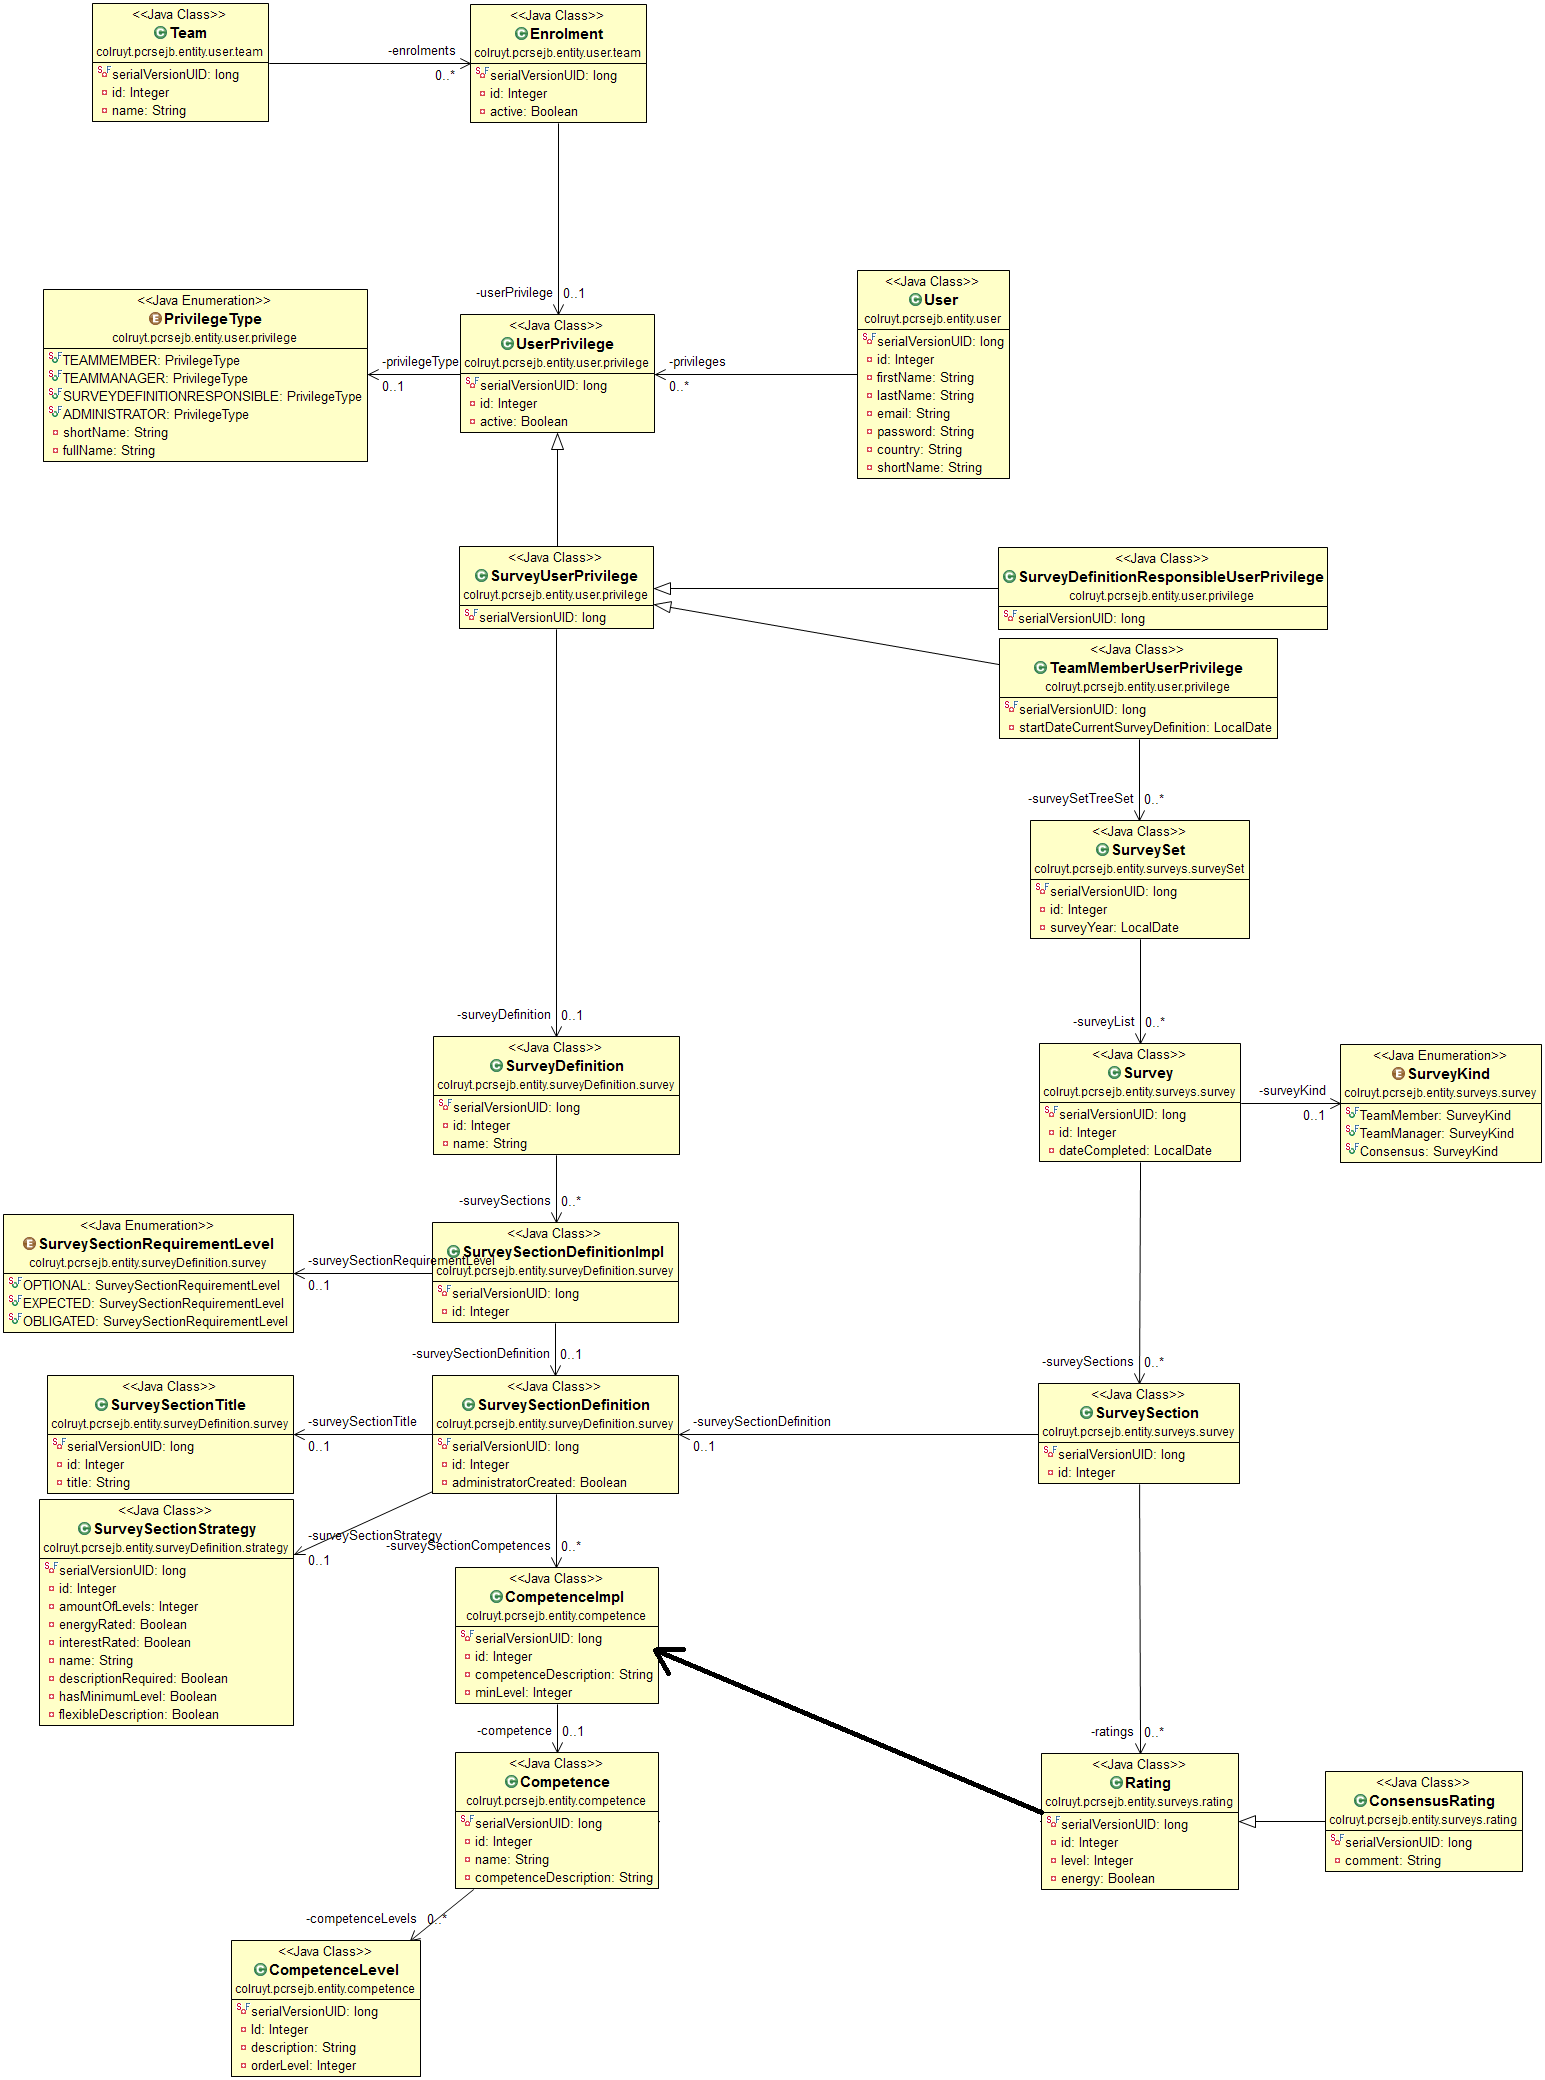 <<Java Class>>
Team
colruyt.pcrsejb.entity.user.team
serialVersionUID: long
id: Integer
name: String
-enrolments
0..*
<<Java Class>>
Enrolment
colruyt.pcrsejb.entity.user.team
serialVersionUID: long
id: Integer
active: Boolean
-userPrivilege
0..1
<<Java Enumeration>>
PrivilegeType
colruyt.pcrsejb.entity.user.privilege
TEAMMEMBER: PrivilegeType
TEAMMANAGER: PrivilegeType
SURVEYDEFINITIONRESPONSIBLE: PrivilegeType
ADMINISTRATOR: PrivilegeType
shortName: String
fullName: String
-privilegeType
0..1
<<Java Class>>
UserPrivilege
colruyt.pcrsejb.entity.user.privilege
serialVersionUID: long
id: Integer
active: Boolean
-privileges
0..*
<<Java Class>>
User
colruyt.pcrsejb.entity.user
serialVersionUID: long
id: Integer
firstName: String
lastName: String
email: String
password: String
country: String
shortName: String
<<Java Class>>
SurveyUserPrivilege
colruyt.pcrsejb.entity.user.privilege
serialVersionUID: long
<<Java Class>>
SurveyDefinitionResponsibleUserPrivilege
colruyt.pcrsejb.entity.user.privilege
serialVersionUID: long
<<Java Class>>
TeamMemberUserPrivilege
colruyt.pcrsejb.entity.user.privilege
serialVersionUID: long
startDateCurrentSurveyDefinition: LocalDate
-surveySetTreeSet
0..*
<<Java Class>>
SurveySet
colruyt.pcrsejb.entity.surveys.surveySet
serialVersionUID: long
id: Integer
surveyYear: LocalDate
-surveyDefinition
0..1
-surveyList
0..*
<<Java Class>>
SurveyDefinition
colruyt.pcrsejb.entity.surveyDefinition.survey
serialVersionUID: long
id: Integer
name: String
<<Java Class>>
Survey
colruyt.pcrsejb.entity.surveys.survey
serialVersionUID: long
id: Integer
dateCompleted: LocalDate
-surveyKind
0..1
<<Java Enumeration>>
SurveyKind
colruyt.pcrsejb.entity.surveys.survey
TeamMember: SurveyKind
TeamManager: SurveyKind
Consensus: SurveyKind
-surveySections
0..*
<<Java Enumeration>>
SurveySectionRequirementLevel
colruyt.pcrsejb.entity.surveyDefinition.survey
OPTIONAL: SurveySectionRequirementLevel
EXPECTED: SurveySectionRequirementLevel
OBLIGATED: SurveySectionRequirementLevel
-surveySectionRequirementLevel
0..1
<<Java Class>>
SurveySectionDefinitionImpl
colruyt.pcrsejb.entity.surveyDefinition.survey
serialVersionUID: long
id: Integer
-surveySectionDefinition
0..1
-surveySections
0..*
<<Java Class>>
SurveySectionTitle
colruyt.pcrsejb.entity.surveyDefinition.survey
serialVersionUID: long
id: Integer
title: String
-surveySectionTitle
0..1
<<Java Class>>
SurveySectionDefinition
colruyt.pcrsejb.entity.surveyDefinition.survey
serialVersionUID: long
id: Integer
administratorCreated: Boolean
-surveySectionDefinition
0..1
<<Java Class>>
SurveySection
colruyt.pcrsejb.entity.surveys.survey
serialVersionUID: long
id: Integer
<<Java Class>>
SurveySectionStrategy
colruyt.pcrsejb.entity.surveyDefinition.strategy
serialVersionUID: long
id: Integer
amountOfLevels: Integer
energyRated: Boolean
interestRated: Boolean
name: String
descriptionRequired: Boolean
hasMinimumLevel: Boolean
flexibleDescription: Boolean
-surveySectionStrategy
0..1
-surveySectionCompetences
0..*
<<Java Class>>
CompetenceImpl
colruyt.pcrsejb.entity.competence
serialVersionUID: long
id: Integer
competenceDescription: String
minLevel: Integer
-competence
0..1
-ratings
0..*
<<Java Class>>
Competence
colruyt.pcrsejb.entity.competence
serialVersionUID: long
id: Integer
name: String
competenceDescription: String
<<Java Class>>
Rating
colruyt.pcrsejb.entity.surveys.rating
serialVersionUID: long
id: Integer
level: Integer
energy: Boolean
<<Java Class>>
ConsensusRating
colruyt.pcrsejb.entity.surveys.rating
serialVersionUID: long
comment: String
-competenceLevels
0..*
<<Java Class>>
CompetenceLevel
colruyt.pcrsejb.entity.competence
serialVersionUID: long
Id: Integer
description: String
orderLevel: Integer